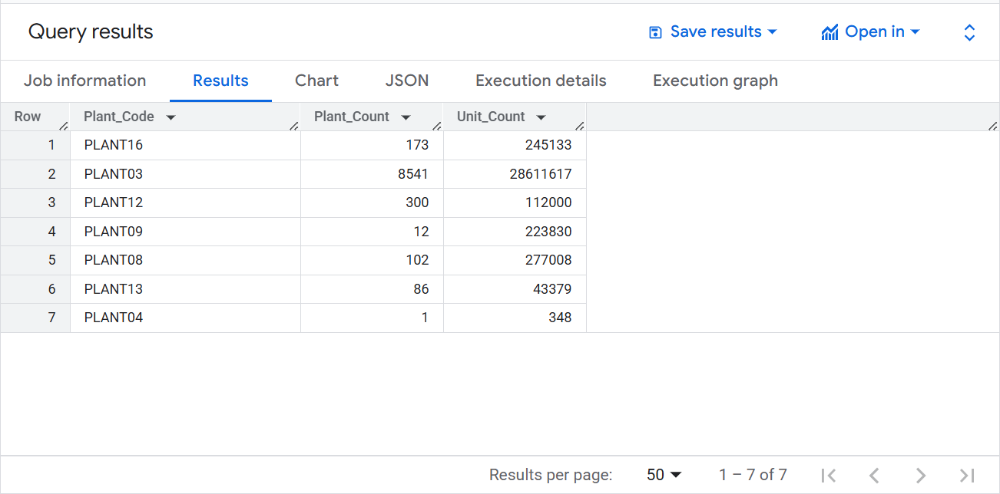 Query results Save results Open in
Job information Results Chart JSON Execution details Execution graph
Row Plant_Code Plant_Count Unit_Count
1 PLANT16 173 245133
2 PLANT03 8541 28611617
3 PLANT12 300 112000
4 PLANT09 12 223830
5 PLANT08 102 277008
6 PLANT13 86 43379
7 PLANT04 1 348
Results per page: 50 1 – 7 of 7